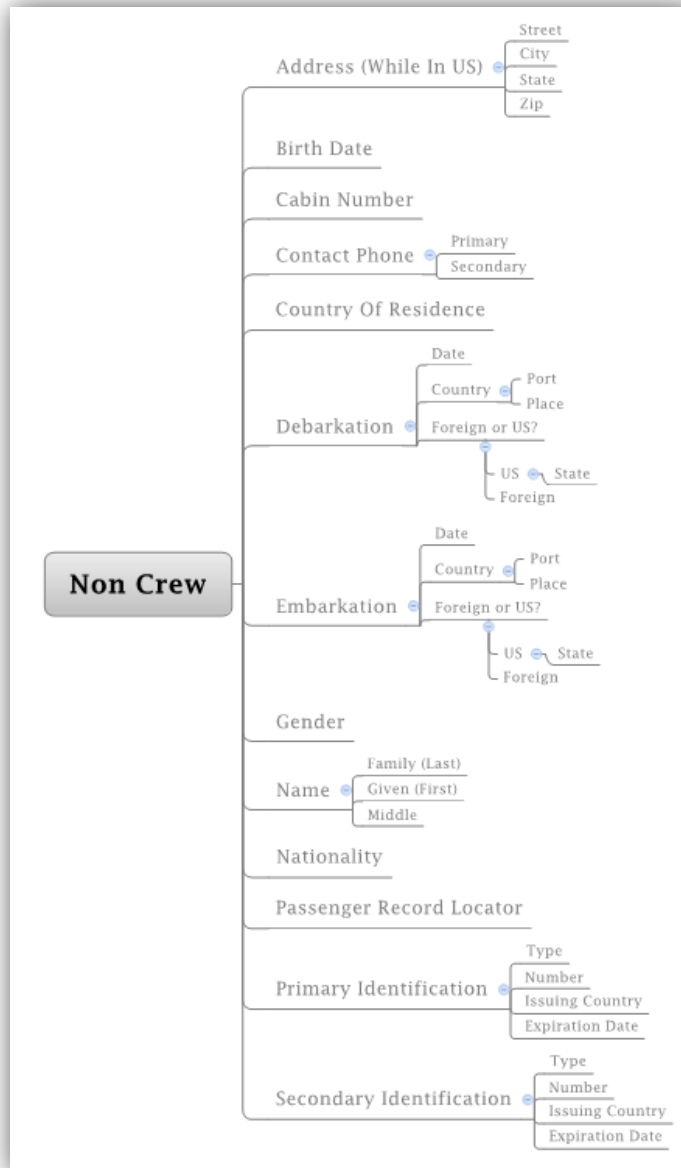 Street
Address (While In US)
City
State
Zip
Birth Date
Cabin Number
Contact Phone
Primary
Secondary
Country Of Residence
Debarkation
Date
Country
Port
Place
Foreign or US?
US
State
Foreign
Non Crew
Embarkation
Date
Country
Port
Place
Foreign or US?
US
State
Foreign
Gender
Name
Family (Last)
Given (First)
Middle
Nationality
Passenger Record Locator
Primary Identification
Type
Number
Issuing Country
Expiration Date
Secondary Identification
Type
Number
Issuing Country
Expiration Date